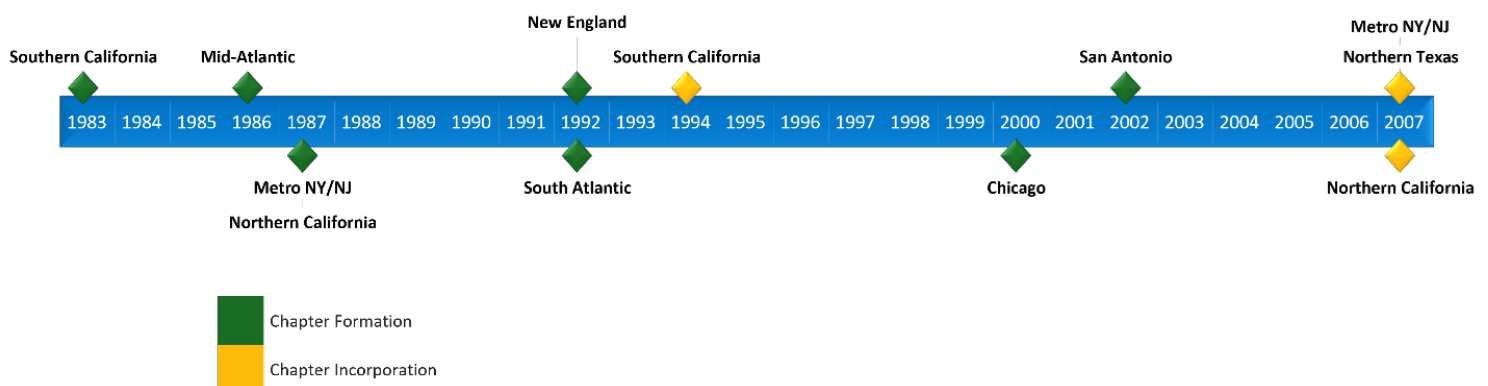 New England
Metro NY/NJ
Southern California
Mid-Atlantic
Southern California
San Antonio
Northern Texas
1983 1984 1985 1986 1987 1988 1989 1990 1991 1992 1993 1994 1995 1996 1997 1998 1999 2000 2001 2002 2003 2004 2005 2006 2007
Metro NY/NJ
South Atlantic
Chicago
Northern California
Northern California
Chapter Formation
Chapter Incorporation